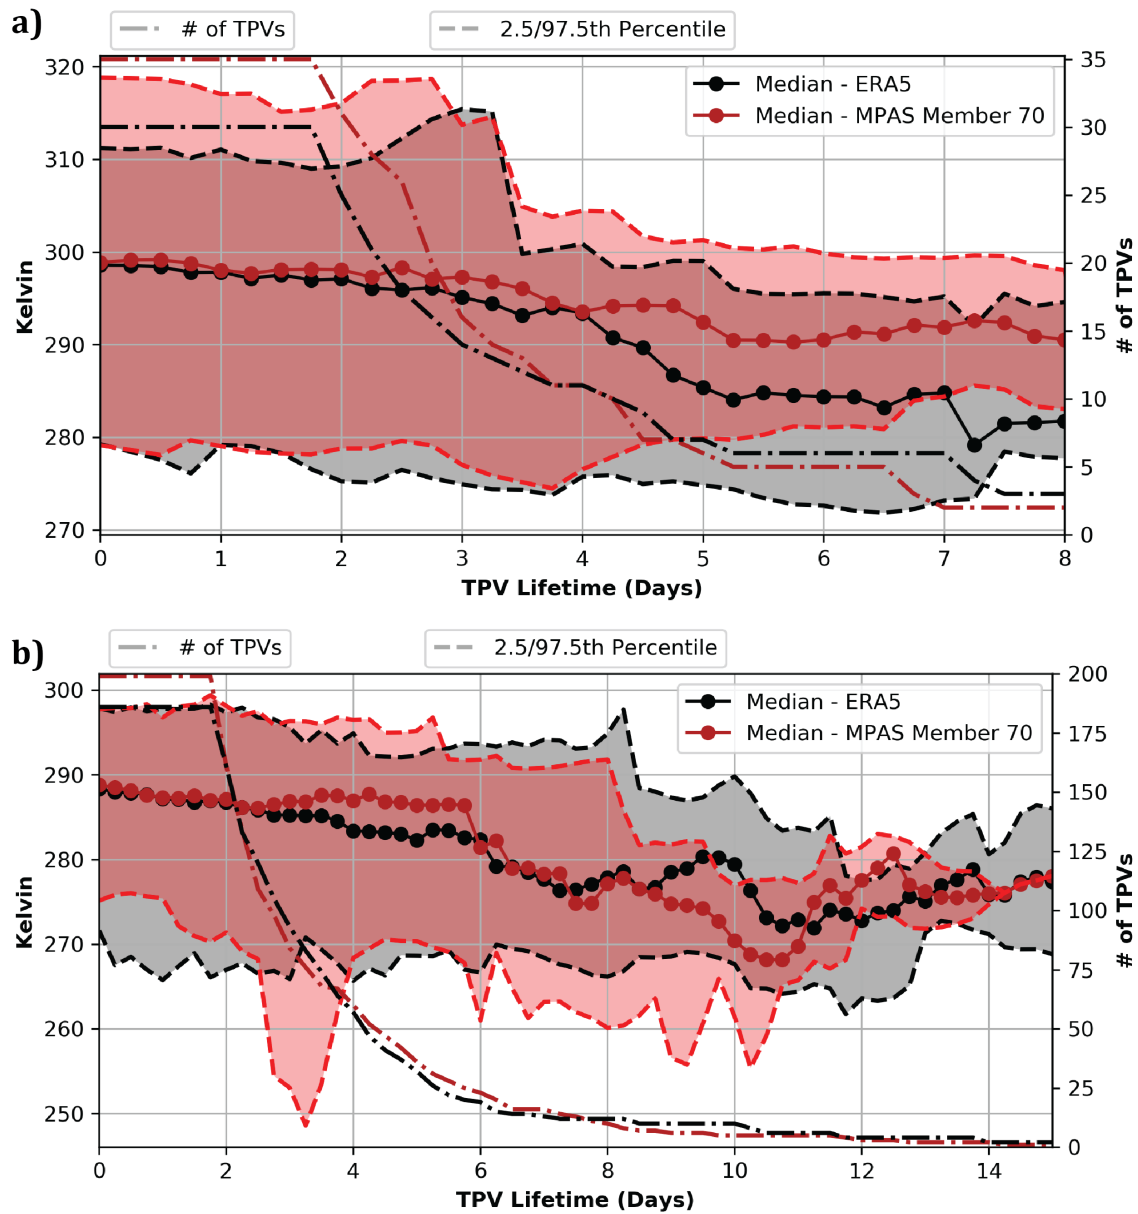 a)
# of TPVs
2.5/97.5th Percentile
Median - ERA5
Median - MPAS Member 70
320
310
300
290
280
270
Kelvin
35
30
25
20
15
10
5
0
# of TPVs
0 1 2 3 4 5 6 7 8
TPV Lifetime (Days)
b)
# of TPVs
2.5/97.5th Percentile
Median - ERA5
Median - MPAS Member 70
300
290
280
270
260
250
Kelvin
200
175
150
125
100
75
50
25
0
# of TPVs
0 2 4 6 8 10 12 14
TPV Lifetime (Days)